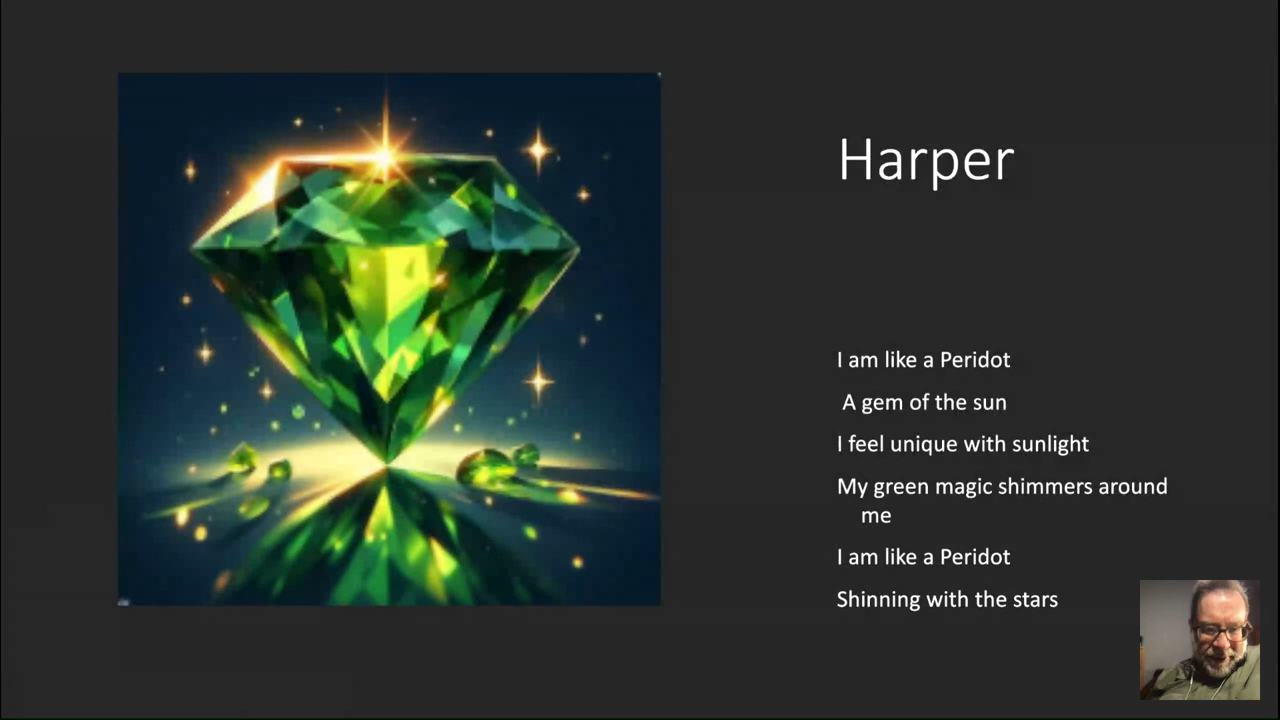 Harper
I am like a Peridot
A gem of the sun
I feel unique with sunlight
My green magic shimmers around
me
I am like a Peridot
Shinning with the stars